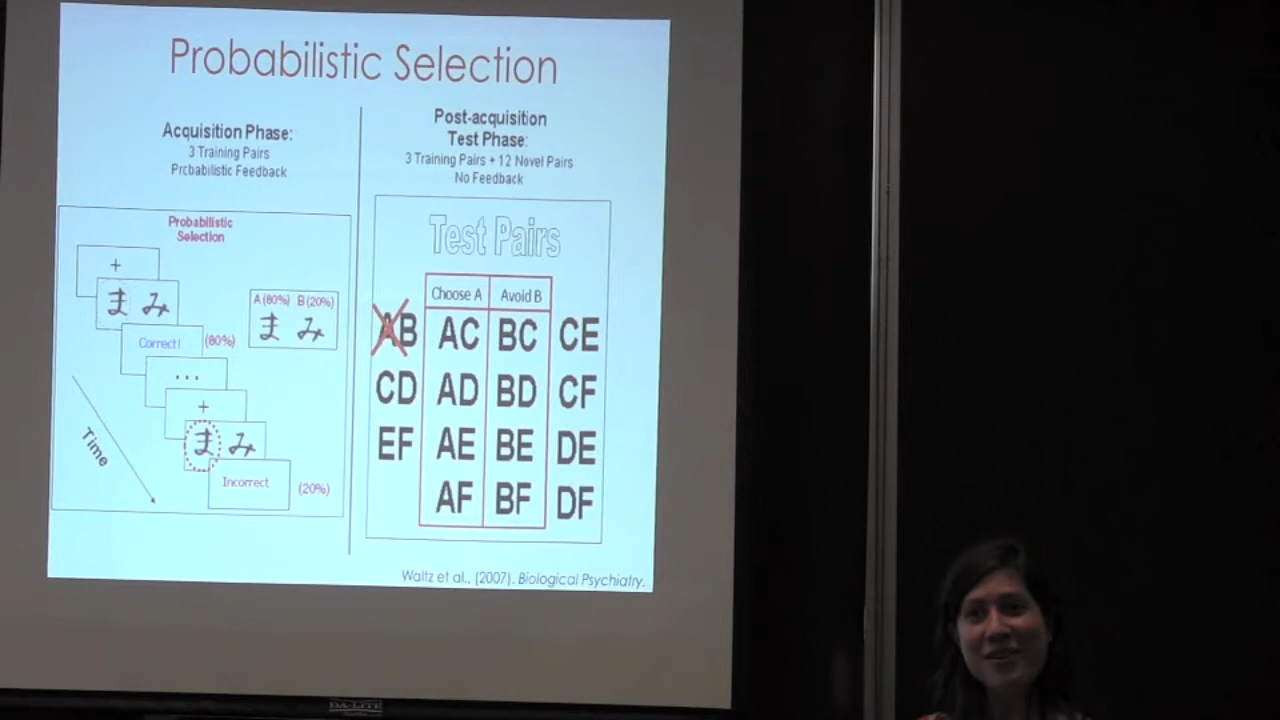 Probabilistic Selection
Acquisition Phase:
3 Training Pairs
Probabilistic Feedback
Probabilistic
Selection
+
ま み
Correct!
(80%)
...
+
ま み
Incorrect
(20%)
Time
A (80%) B (20%)
ま み
Post-acquisition
Test Phase:
3 Training Pairs + 12 Novel Pairs
No Feedback
Test Pairs
Choose A Avoid B
AB AC BC CE
CD AD BD CF
EF AE BE DE
AF BF DF
Waltz et al., (2007). Biological Psychiatry.
DA-LITE